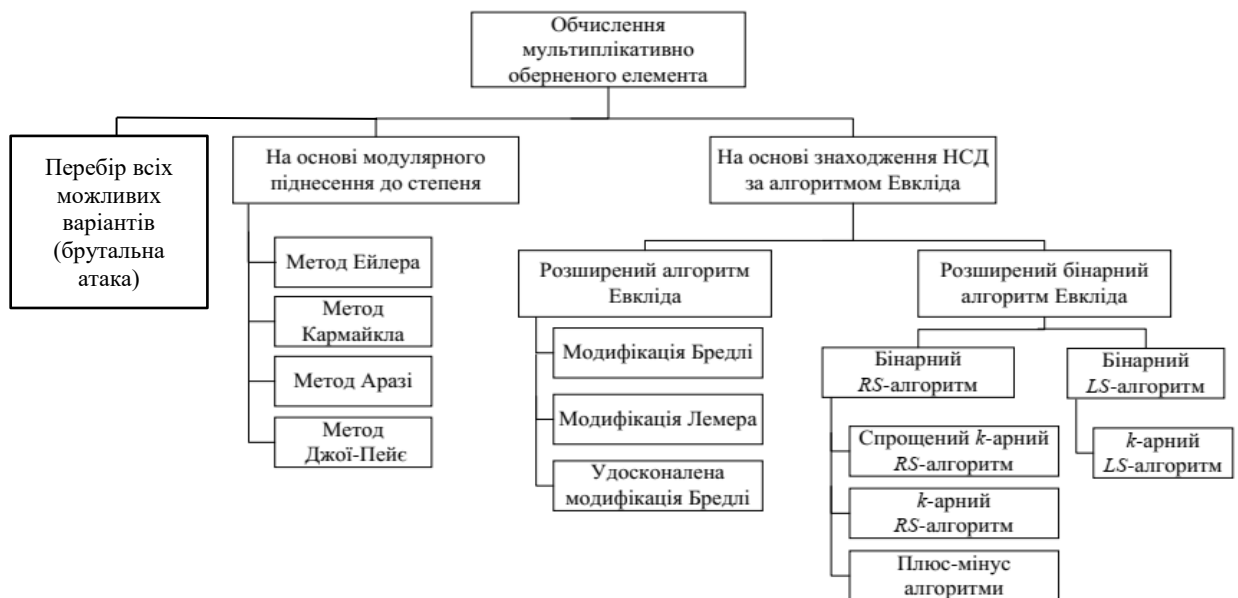 Обчислення
мультиплікативно
оберненого елемента
Перебір всіх
можливих
варіантів
(брутальна
атака)
На основі модулярного
піднесення до степеня
Метод Ейлера
Метод
Кармайкла
Метод Аразі
Метод
Джої-Пейє
На основі знаходження НСД
за алгоритмом Евкліда
Розширений алгоритм
Евкліда
Модифікація Бредлі
Модифікація Лемера
Удосконалена
модифікація Бредлі
Розширений бінарний
алгоритм Евкліда
Бінарний
RS-алгоритм
Спрощений k-арний
RS-алгоритм
k-арний
RS-алгоритм
Плюс-мінус
алгоритми
Бінарний
LS-алгоритм
k-арний
LS-алгоритм